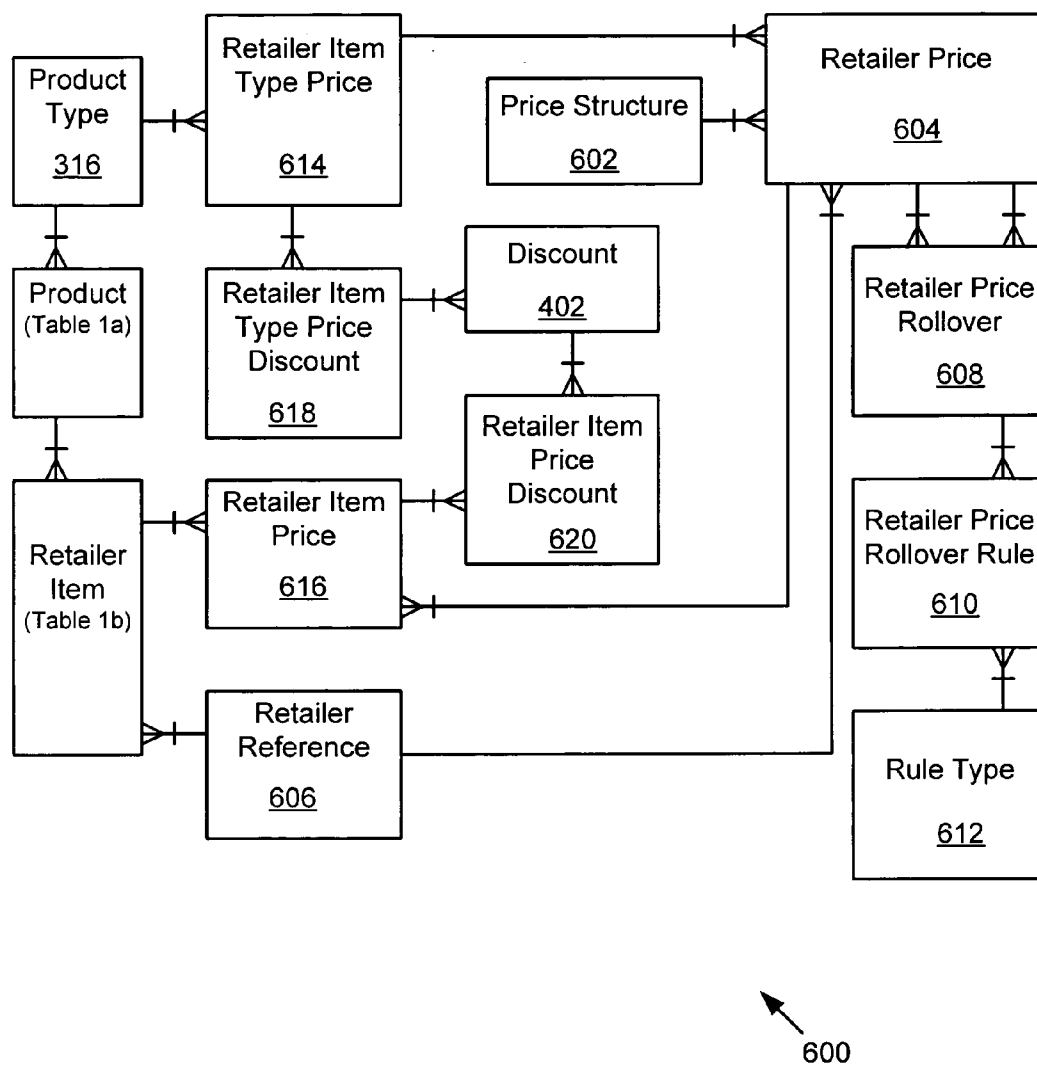 Product
Type
316
Retailer Item
Type Price
614
Price Structure
602
Retailer Price
604
Product
(Table 1a)
Retailer Item
Type Price
Discount
618
Discount
402
Retailer Price
Rollover
608
Retailer Item
(Table 1b)
Retailer Item
Price
616
Retailer Item
Price
Discount
620
Retailer Price
Rollover Rule
610
Retailer
Reference
606
Rule Type
612
600